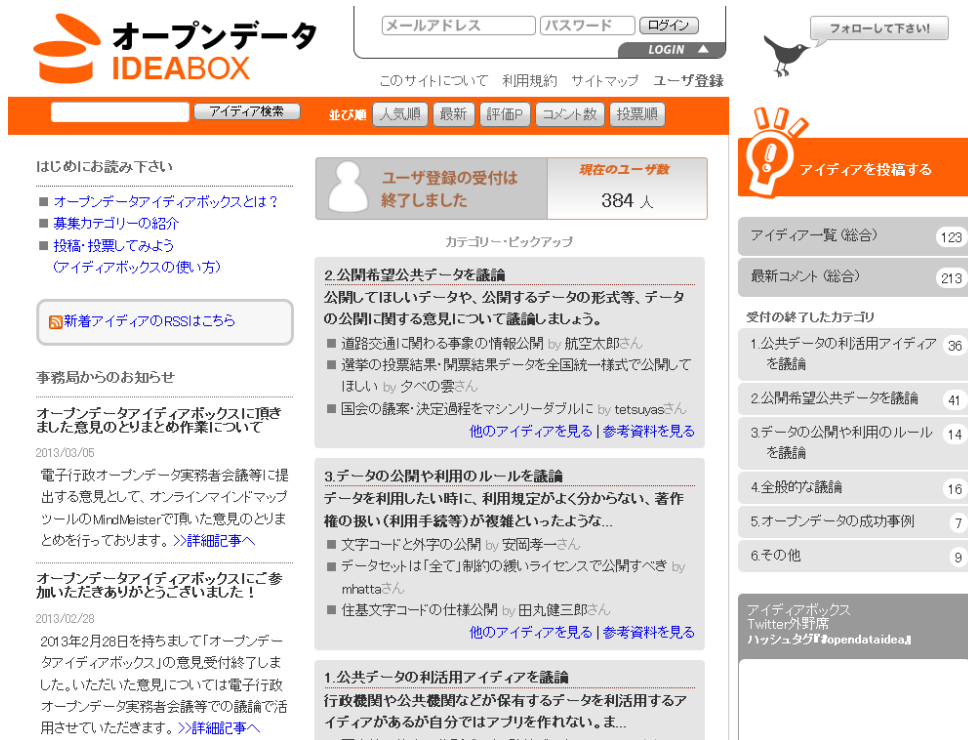 オープンデータ
IDEABOX
メールアドレス パスワード ログイン
LOGIN ▲
このサイトについて 利用規約 サイトマップ ユーザ登録
フォローして下さい!
アイディア検索 並び順 人気順 最新 評価P コメント数 投票順
はじめにお読み下さい
■ オープンデータアイディアボックスとは?
■ 募集カテゴリーの紹介
■ 投稿・投票してみよう
(アイディアボックスの使い方)
新着アイディアのRSSはこちら
事務局からのお知らせ
オープンデータアイディアボックスに頂き
ました意見のとりまとめ作業について
2013/03/05
電子行政オープンデータ実務者会議等に提
出する意見として、オンラインマインドマップ
ツールのMindMeisterで頂いた意見のとりま
とめを行っております。 >>詳細記事へ
オープンデータアイディアボックスにご参
加いただきありがとうございました!
2013/02/28
2013年2月28日を持ちまして「オープンデー
タアイディアボックス」の意見受付終了しま
した。いただいた意見については電子行政
オープンデータ実務者会議等での議論で活
用させていただきます。 >>詳細記事へ
ユーザ登録の受付は
終了しました
現在のユーザ数
384 人
カテゴリー・ピックアップ
2.公開希望公共データを議論
公開してほしいデータや、公開するデータの形式等、データ
の公開に関する意見について議論しましょう。
■ 道路交通に関わる事象の情報公開 by 航空太郎さん
■ 選挙の投票結果・開票結果データを全国統一様式で公開して
ほしい by 夕べの雲さん
■ 国会の議案・決定過程をマシンリーダブルに by tetsuyasさん
他のアイディアを見る | 参考資料を見る
3.データの公開や利用のルールを議論
データを利用したい時に、利用規定がよく分からない、著作
権の扱い(利用手続等)が複雑といったような...
■ 文字コードと外字の公開 by 安岡孝一さん
■ データセットは「全て」制約の緩いライセンスで公開すべき by
mhattaさん
■ 住基文字コードの仕様公開 by 田丸健三郎さん
他のアイディアを見る | 参考資料を見る
1.公共データの利活用アイディアを議論
行政機関や公共機関などが保有するデータを利活用するア
イディアがあるが自分ではアプリを作れない。ま...
アイディアを投稿する
アイディア一覧(総合) 123
最新コメント(総合) 213
受付の終了したカテゴリ
1.公共データの利活用アイディア 36
を議論
2.公開希望公共データを議論 41
3.データの公開や利用のルール 14
を議論
4.全般的な議論 16
5.オープンデータの成功事例 7
6.その他 9
アイディアボックス
Twitter外野席
ハッシュタグ『#opendataidea』